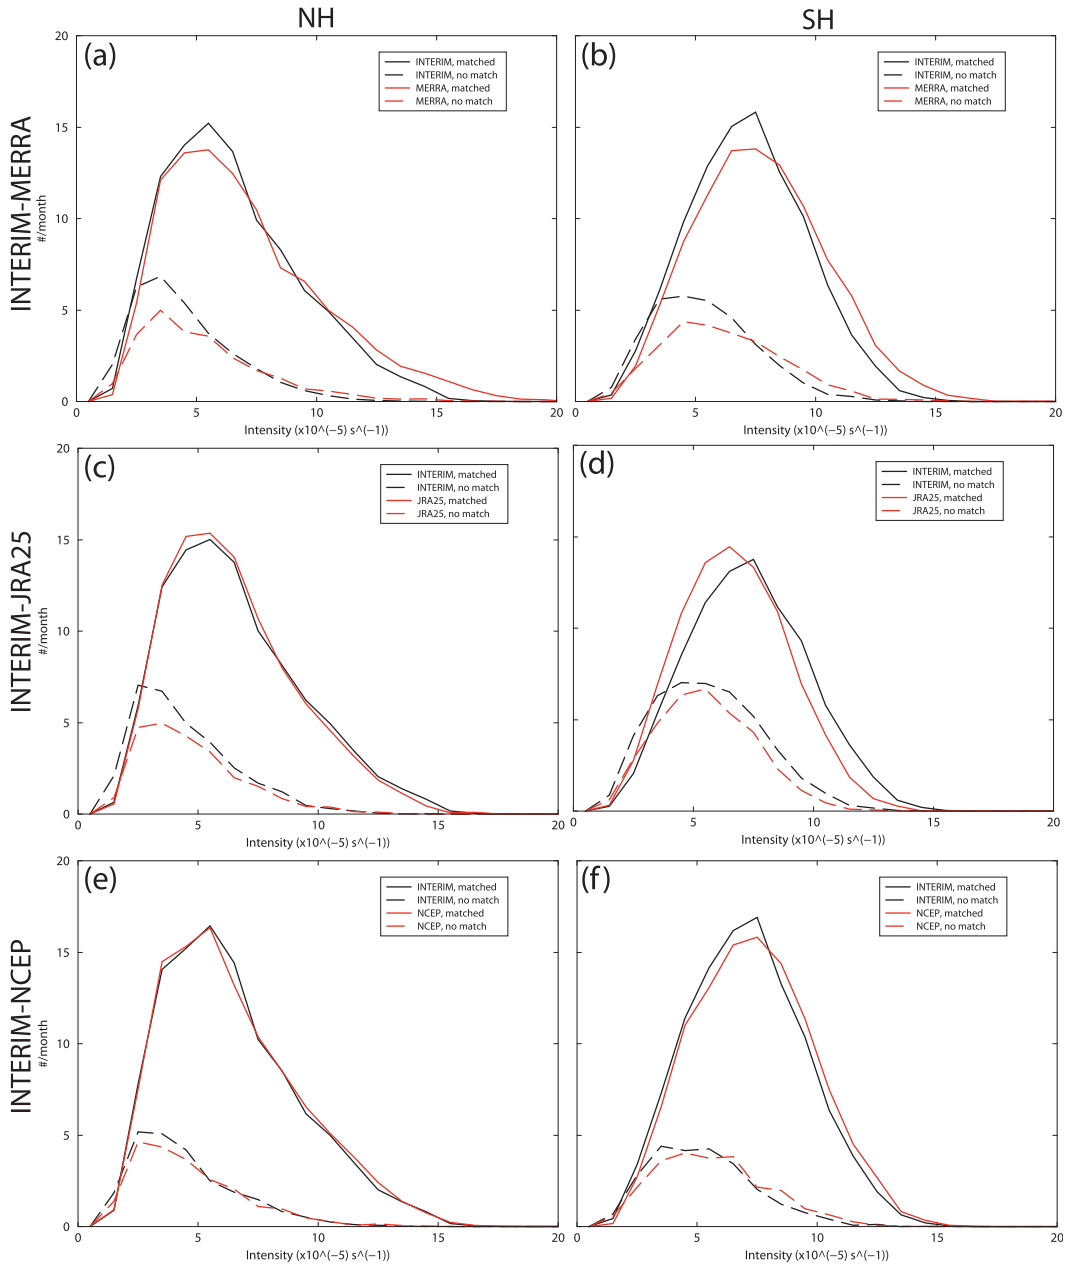 NH
SH
INTERIM-MERRA
#/month
(a)
INTERIM, matched
INTERIM, no match
MERRA, matched
MERRA, no match
20
15
10
5
0
0 5 10 15 20
Intensity (x10^(−5) s^(−1))
(b)
INTERIM, matched
INTERIM, no match
MERRA, matched
MERRA, no match
0 5 10 15 20
Intensity (x10^(−5) s^(−1))
INTERIM-JRA25
#/month
(c)
INTERIM, matched
INTERIM, no match
JRA25, matched
JRA25, no match
20
15
10
5
0
0 5 10 15 20
Intensity (x10^(−5) s^(−1))
(d)
INTERIM, matched
INTERIM, no match
JRA25, matched
JRA25, no match
0 5 10 15 20
Intensity (x10^(−5) s^(−1))
INTERIM-NCEP
#/month
(e)
INTERIM, matched
INTERIM, no match
NCEP, matched
NCEP, no match
20
15
10
5
0
0 5 10 15 20
Intensity (x10^(−5) s^(−1))
(f)
INTERIM, matched
INTERIM, no match
NCEP, matched
NCEP, no match
0 5 10 15 20
Intensity (x10^(−5) s^(−1))